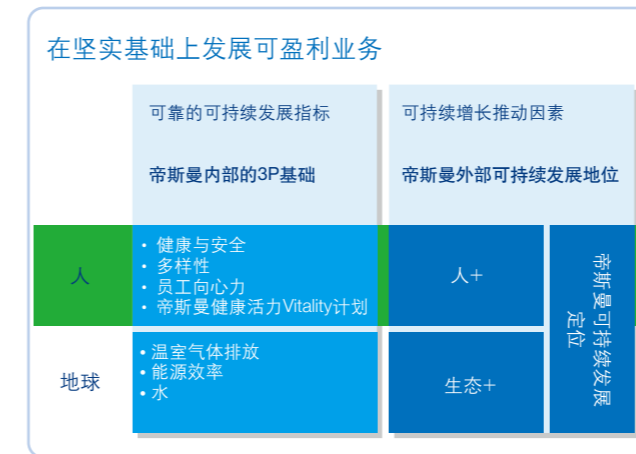 在坚实基础上发展可盈利业务
可靠的可持续发展指标
可持续增长推动因素
帝斯曼内部的3P基础
帝斯曼外部可持续发展地位
人
• 健康与安全
• 多样性
• 员工向心力
• 帝斯曼健康活力Vitality计划
人+
帝斯曼可持续发展
定位
地球
• 温室气体排放
• 能源效率
• 水
生态+